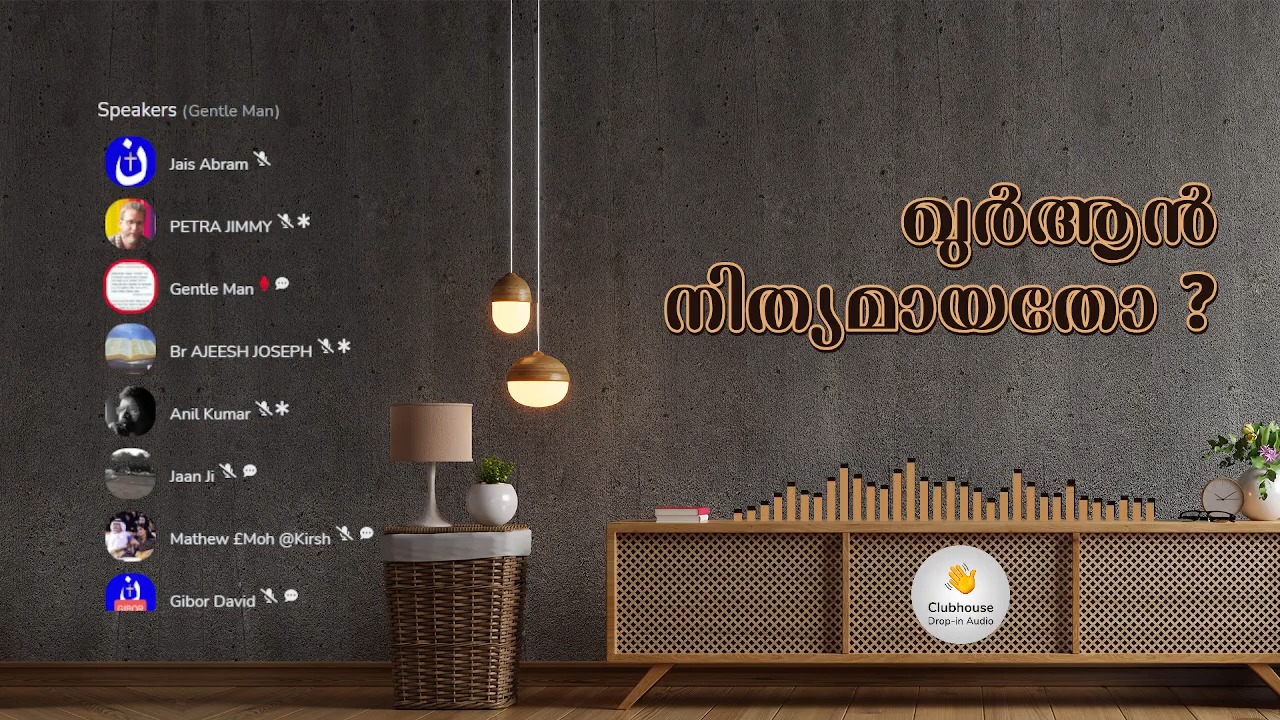 Speakers (Gentle Man)
Jais Abram
PETRA JIMMY
Gentle Man
Br AJEESH JOSEPH
Anil Kumar
Jaan Ji
Mathew £Moh @Kirsh
Gibor David
ഖുർആൻ
നിത്യമായതോ ?
Clubhouse
Drop-in Audio